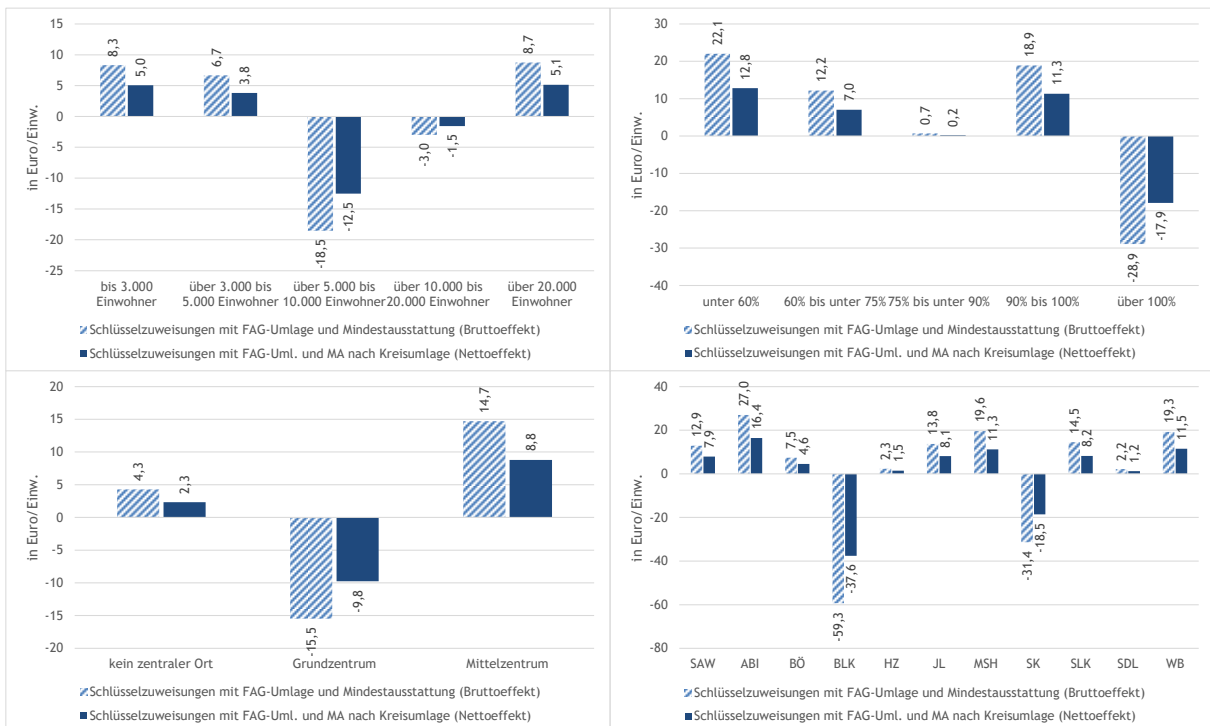 15
10
5
0
-5
-10
-15
-20
-25
in Euro/Einw.
8,3
5,0
6,7
3,8
-18,5
-12,5
-3,0
-1,5
8,7
5,1
bis 3.000 Einwohner
über 3.000 bis 5.000 Einwohner
über 5.000 bis 10.000 Einwohner
über 10.000 bis 20.000 Einwohner
über 20.000 Einwohner
Schlüsselzuweisungen mit FAG-Umlage und Mindestausstattung (Bruttoeffekt)
Schlüsselzuweisungen mit FAG-Uml. und MA nach Kreisumlage (Nettoeffekt)
30
20
10
0
-10
-20
-30
-40
in Euro/Einw.
22,1
12,8
12,2
7,0
0,7
0,2
18,9
11,3
-28,9
-17,9
unter 60%
60% bis unter 75%
75% bis unter 90%
90% bis 100%
über 100%
Schlüsselzuweisungen mit FAG-Umlage und Mindestausstattung (Bruttoeffekt)
Schlüsselzuweisungen mit FAG-Uml. und MA nach Kreisumlage (Nettoeffekt)
20
15
10
5
0
-5
-10
-15
-20
in Euro/Einw.
4,3
2,3
-15,5
-9,8
14,7
8,8
kein zentraler Ort
Grundzentrum
Mittelzentrum
Schlüsselzuweisungen mit FAG-Umlage und Mindestausstattung (Bruttoeffekt)
Schlüsselzuweisungen mit FAG-Uml. und MA nach Kreisumlage (Nettoeffekt)
40
20
0
-20
-40
-60
-80
in Euro/Einw.
12,9
7,9
27,0
16,4
7,5
4,6
-59,3
-37,6
2,3
1,5
13,8
8,1
19,6
11,3
-31,4
-18,5
14,5
8,2
2,2
1,2
19,3
11,5
SAW
ABI
BÖ
BLK
HZ
JL
MSH
SK
SLK
SDL
WB
Schlüsselzuweisungen mit FAG-Umlage und Mindestausstattung (Bruttoeffekt)
Schlüsselzuweisungen mit FAG-Uml. und MA nach Kreisumlage (Nettoeffekt)